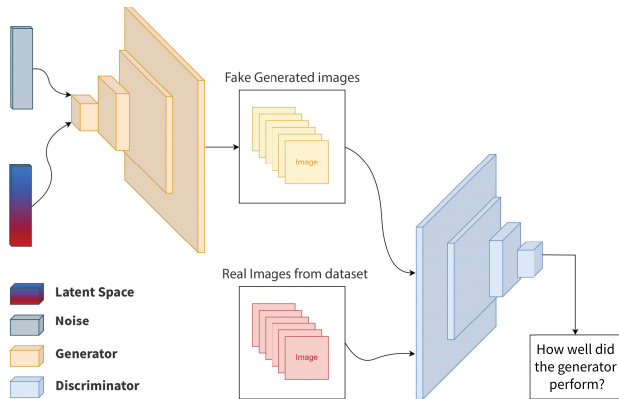 Fake Generated images
Image
Real Images from dataset
Image
Latent Space
Noise
Generator
Discriminator
How well did
the generator
perform?